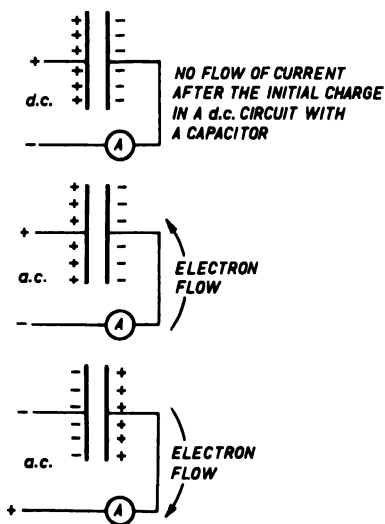 + -
+ -
+ -
+
+ -
d.c. + -
+ -
NO FLOW OF CURRENT
AFTER THE INITIAL CHARGE
IN A d.c. CIRCUIT WITH
A CAPACITOR
- A
+ -
+ -
+ -
+
+ -
a.c. + -
+ -
ELECTRON
FLOW
- A
- +
- +
- +
-
- +
- +
a.c. - +
ELECTRON
FLOW
+ A